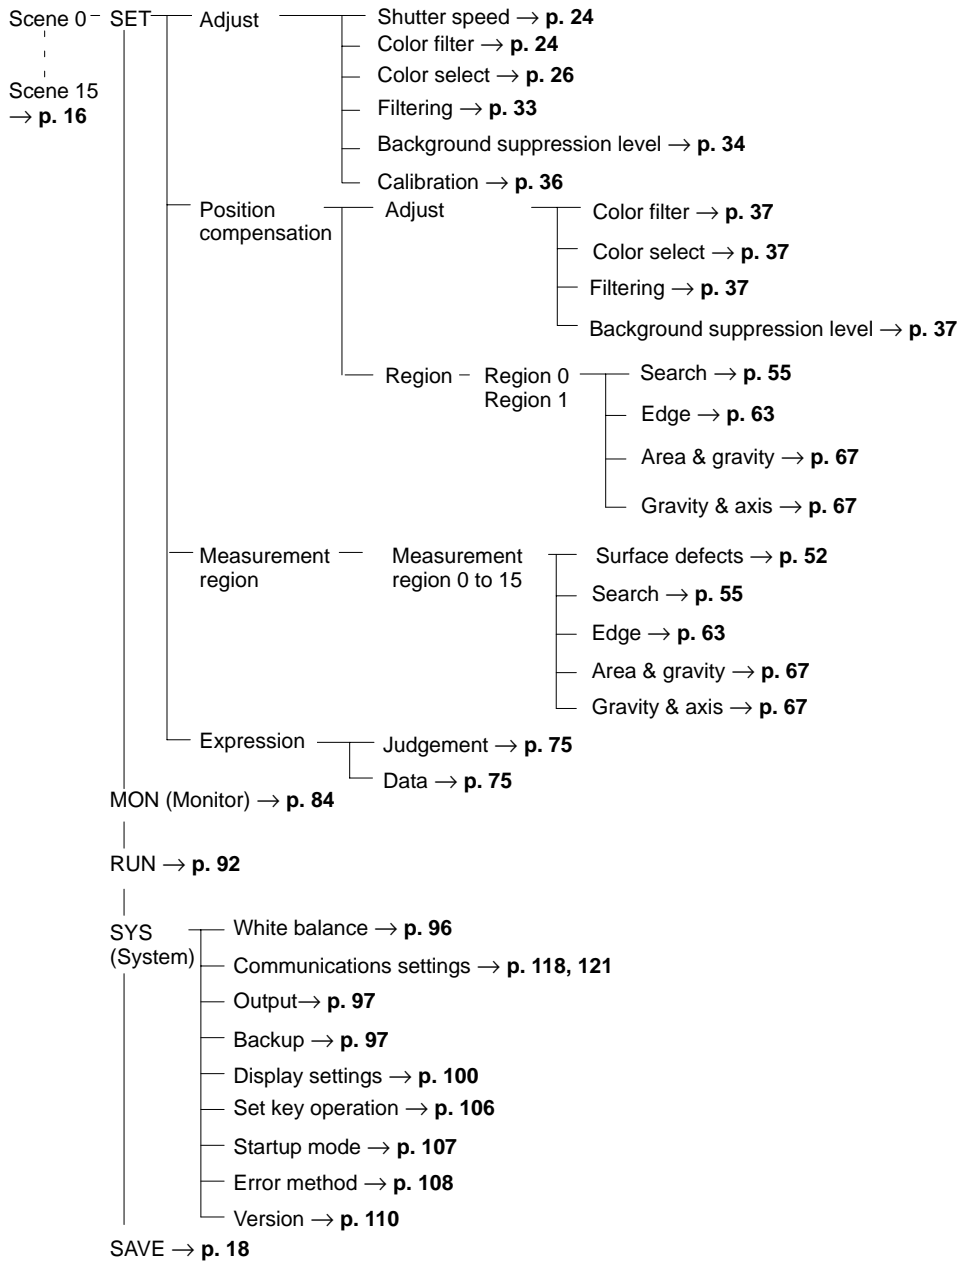 Scene 0 SET Adjust Shutter speed → p. 24
Color filter → p. 24
Color select → p. 26
Scene 15
→ p. 16
Filtering → p. 33
Background suppression level → p. 34
Calibration → p. 36
Position
compensation
Adjust
Color filter → p. 37
Color select → p. 37
Filtering → p. 37
Background suppression level → p. 37
Region
Region 0
Region 1
Search → p. 55
Edge → p. 63
Area & gravity → p. 67
Gravity & axis → p. 67
Measurement
region
Measurement
region 0 to 15
Surface defects → p. 52
Search → p. 55
Edge → p. 63
Area & gravity → p. 67
Gravity & axis → p. 67
Expression
Judgement → p. 75
Data → p. 75
MON (Monitor) → p. 84
RUN → p. 92
SYS
(System)
White balance → p. 96
Communications settings → p. 118, 121
Output→ p. 97
Backup → p. 97
Display settings → p. 100
Set key operation → p. 106
Startup mode → p. 107
Error method → p. 108
Version → p. 110
SAVE → p. 18